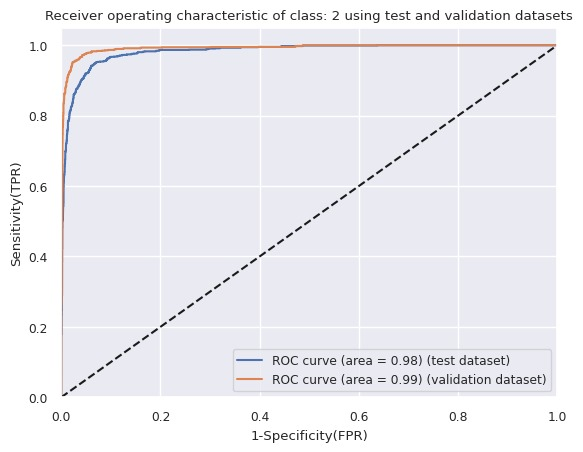 Receiver operating characteristic of class: 2 using test and validation datasets
1.0
0.8
0.6
0.4
0.2
0.0
Sensitivity(TPR)
ROC curve (area = 0.98) (test dataset)
ROC curve (area = 0.99) (validation dataset)
0.0 0.2 0.4 0.6 0.8 1.0
1-Specificity(FPR)